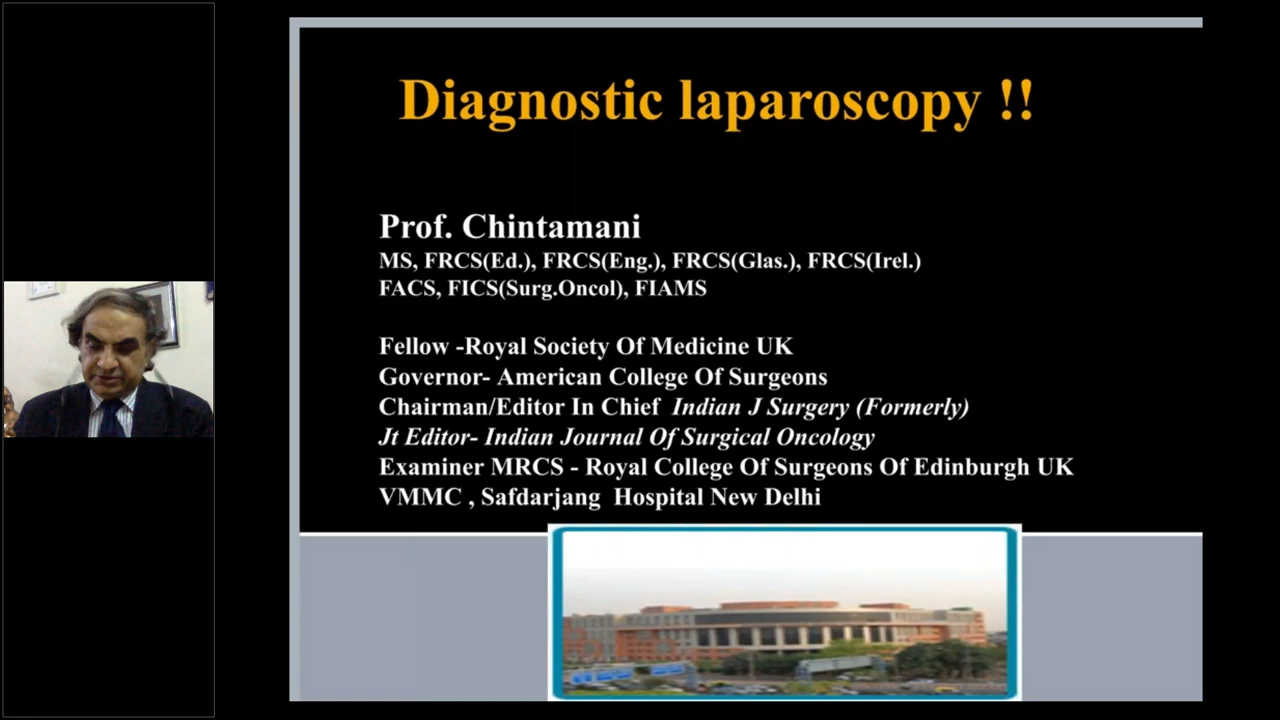 Diagnostic laparoscopy !!
Prof. Chintamani
MS, FRCS(Ed.), FRCS(Eng.), FRCS(Glas.), FRCS(Irel.)
FACS, FICS(Surg.Oncol), FIAMS
Fellow -Royal Society Of Medicine UK
Governor- American College Of Surgeons
Chairman/Editor In Chief Indian J Surgery (Formerly)
Jt Editor- Indian Journal Of Surgical Oncology
Examiner MRCS - Royal College Of Surgeons Of Edinburgh UK
VMMC , Safdarjang Hospital New Delhi